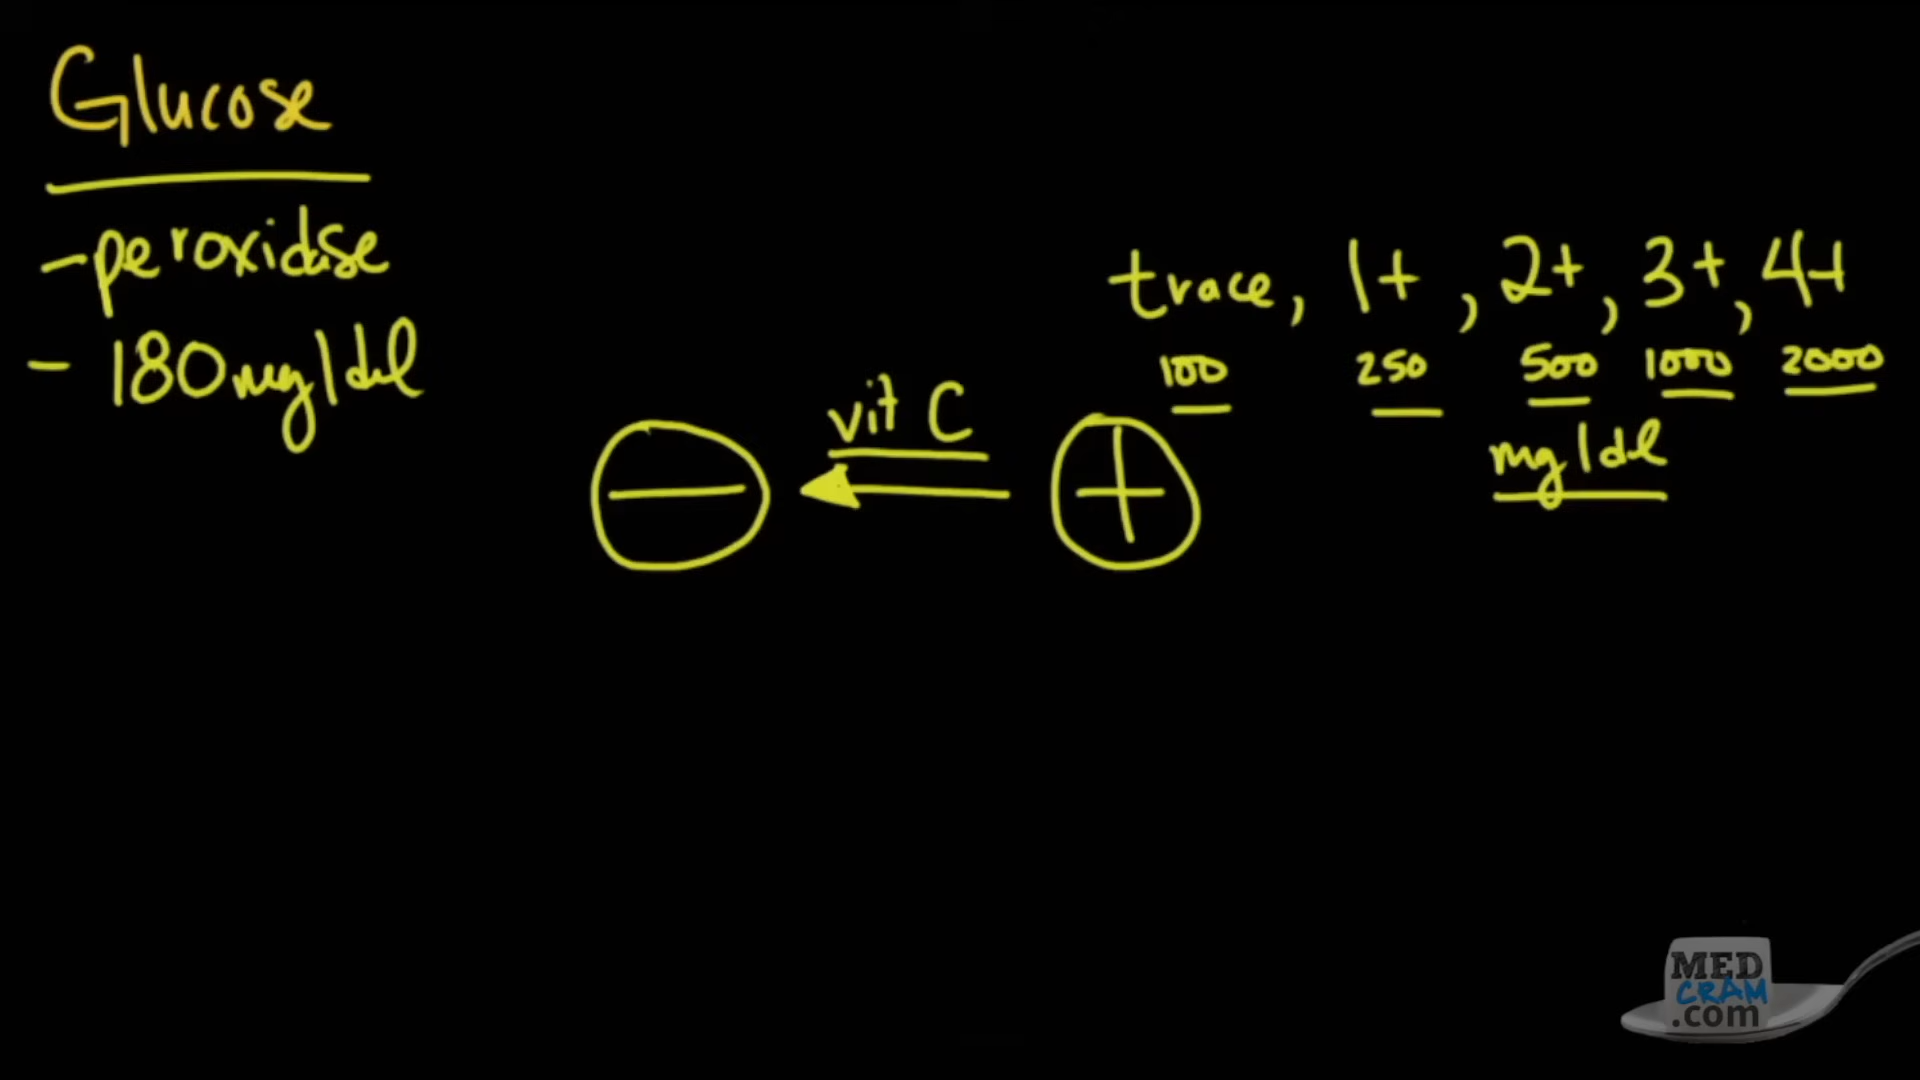 Glucose
- peroxidase
- 180mg/dl
trace, 1+, 2+, 3+, 4+
100 250 500 1000 2000
mg/dl
vit C
− +
MED
CRAM
.com